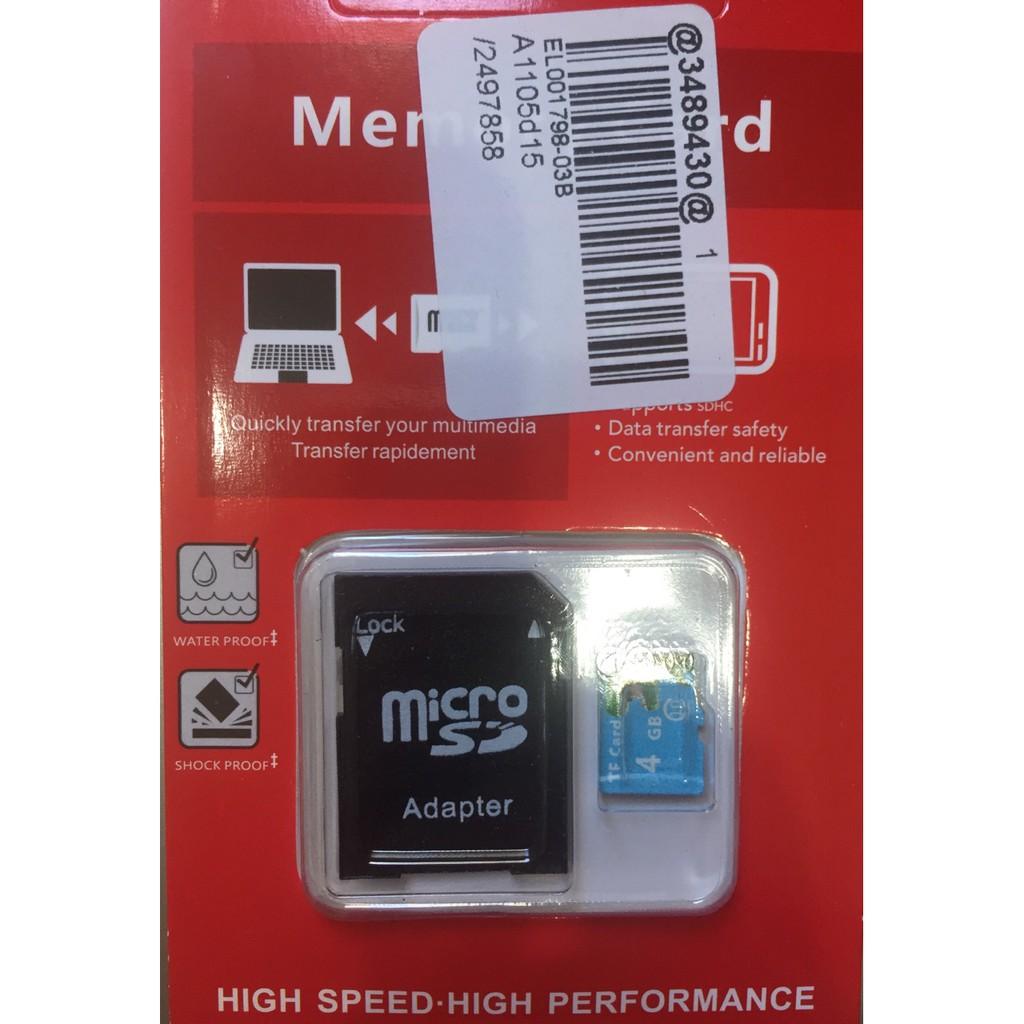 Mem rd
@3489430@
1
EL001798-03B
A1105d15
/2497858
Quickly transfer your multimedia
Transfer rapidement
SDHC
• Data transfer safety
• Convenient and reliable
WATER PROOF‡
SHOCK PROOF‡
Lock
micro
SD
Adapter
TF Card
4 GB
HIGH SPEED·HIGH PERFORMANCE